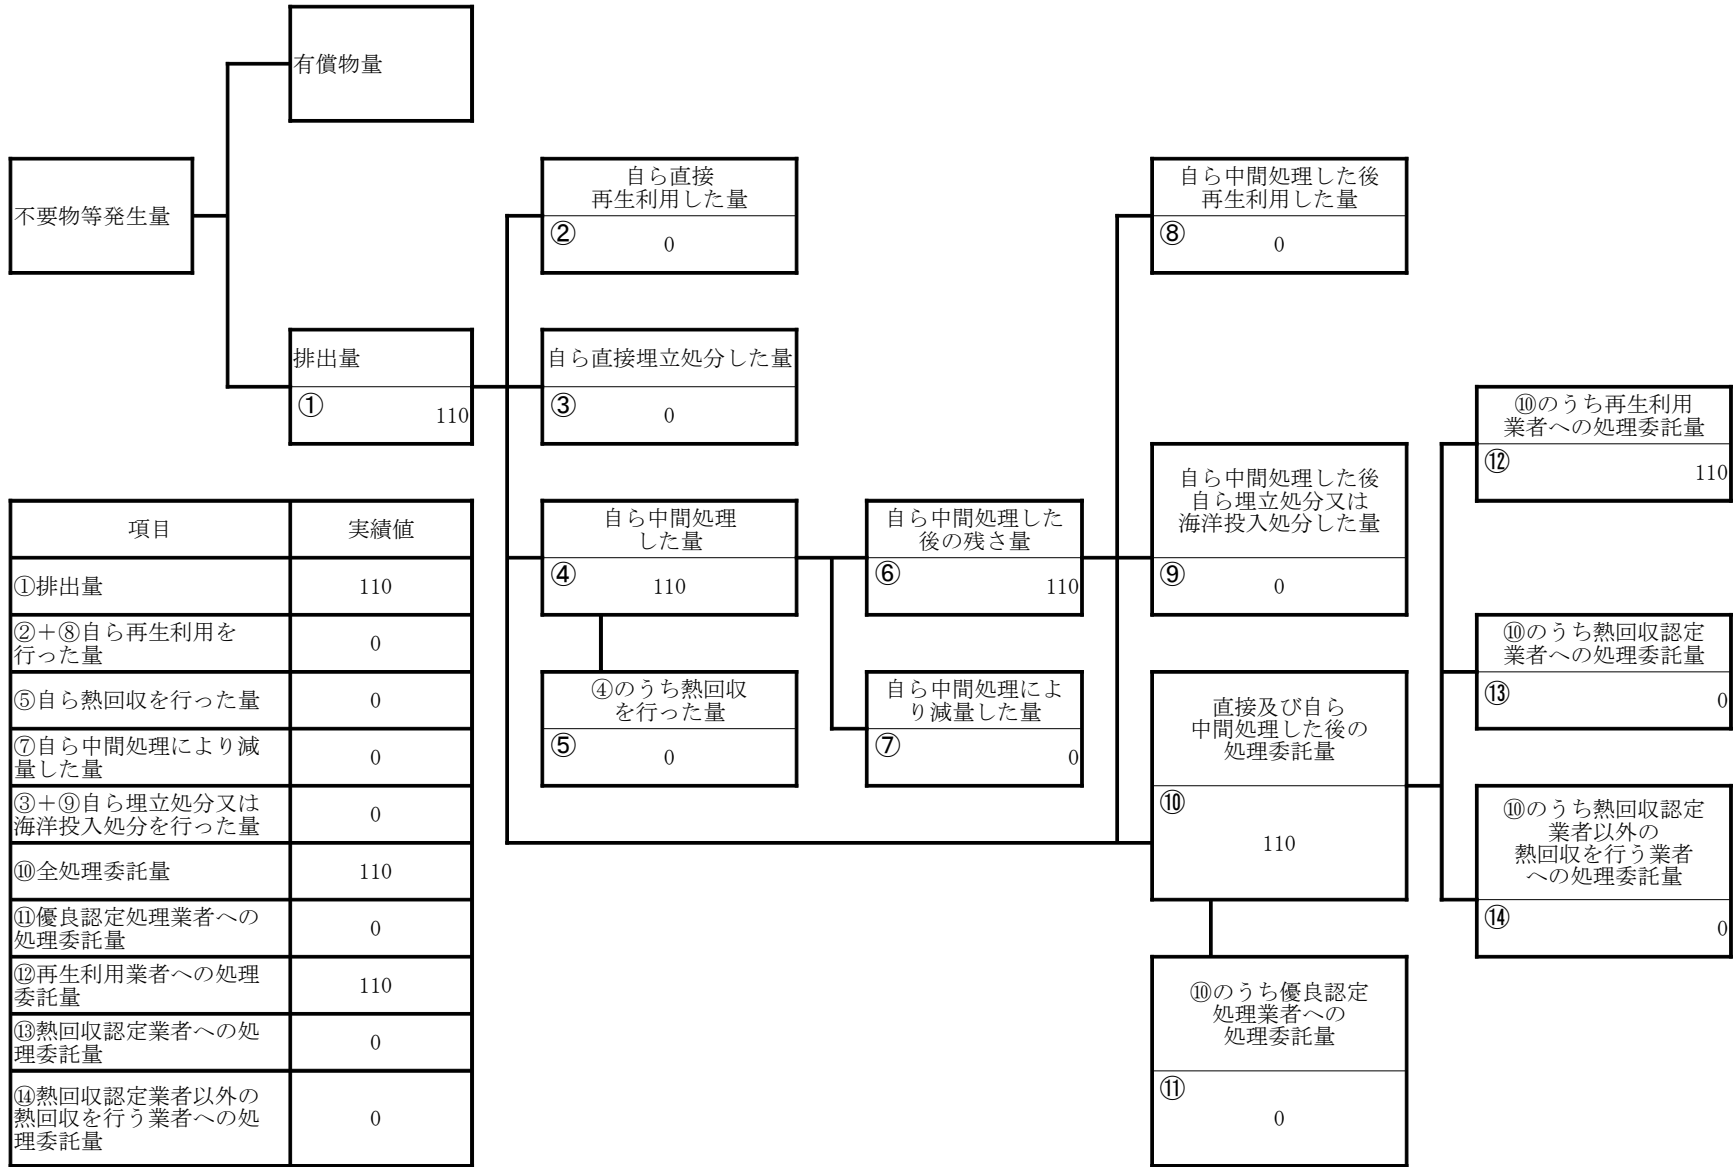 有償物量
不要物等発生量
自ら直接
再生利用した量
②
0
自ら中間処理した後
再生利用した量
⑧
0
排出量
①
110
自ら直接埋立処分した量
③
0
⑩のうち再生利用
業者への処理委託量
⑫
110
自ら中間処理
した量
④
110
自ら中間処理した
後の残さ量
⑥
110
自ら中間処理した後
自ら埋立処分又は
海洋投入処分した量
⑨
0
④のうち熱回収
を行った量
⑤
0
自ら中間処理によ
り減量した量
⑦
0
直接及び自ら
中間処理した後の
処理委託量
⑩
110
⑩のうち熱回収認定
業者への処理委託量
⑬
0
⑩のうち熱回収認定
業者以外の
熱回収を行う業者
への処理委託量
⑭
0
⑩のうち優良認定
処理業者への
処理委託量
⑪
0
項目 実績値
①排出量 110
②＋⑧自ら再生利用を
行った量 0
⑤自ら熱回収を行った量 0
⑦自ら中間処理により減
量した量 0
③＋⑨自ら埋立処分又は
海洋投入処分を行った量 0
⑩全処理委託量 110
⑪優良認定処理業者への
処理委託量 0
⑫再生利用業者への処理
委託量 110
⑬熱回収認定業者への処
理委託量 0
⑭熱回収認定業者以外の
熱回収を行う業者への処
理委託量 0